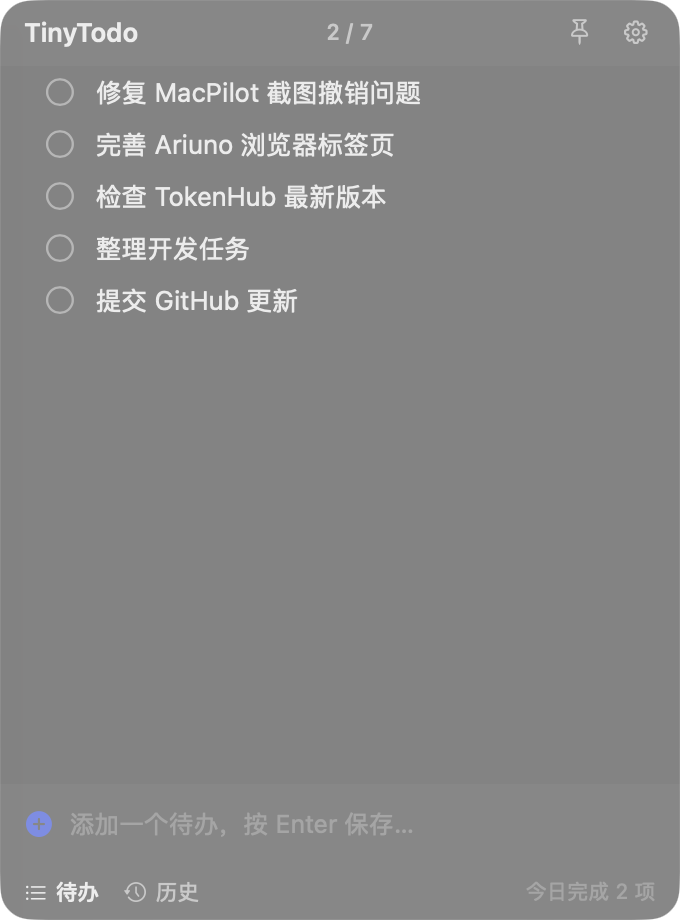 TinyTodo 2 / 7
修复 MacPilot 截图撤销问题
完善 Ariuno 浏览器标签页
检查 TokenHub 最新版本
整理开发任务
提交 GitHub 更新
添加一个待办，按 Enter 保存...
待办 历史 今日完成 2 项